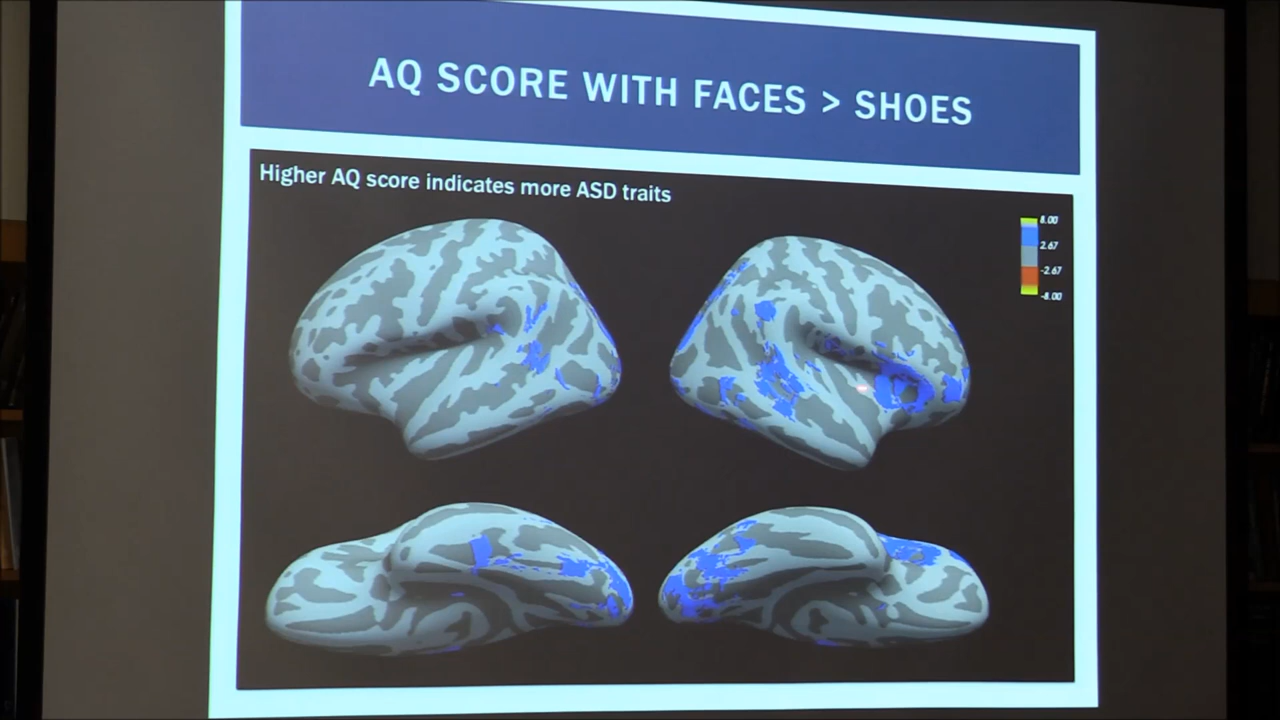 AQ SCORE WITH FACES > SHOES
Higher AQ score indicates more ASD traits
8.00
2.67
-2.67
-8.00